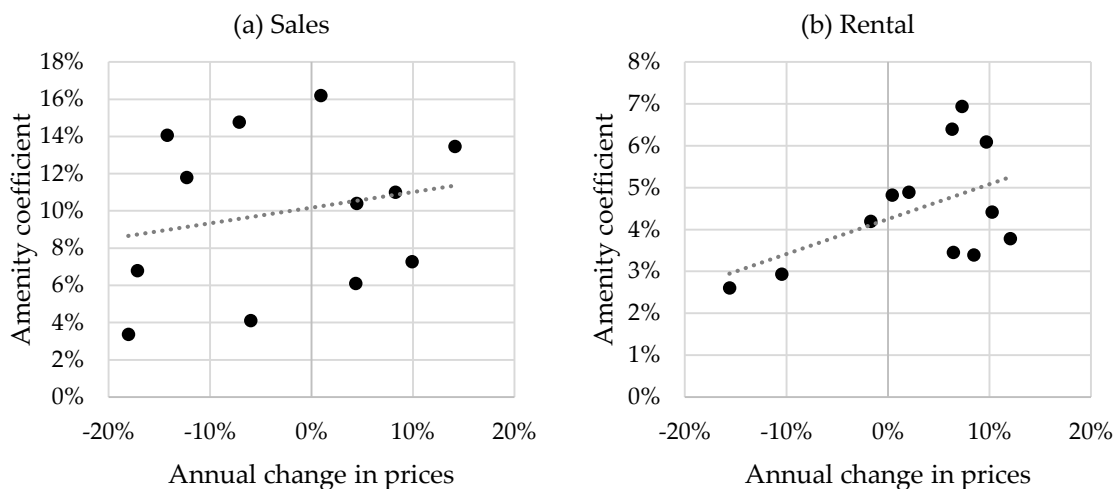 (a) Sales
18%
16%
14%
12%
10%
8%
6%
4%
2%
0%
Amenity coefficient
-20% -10% 0% 10% 20%
Annual change in prices
(b) Rental
8%
7%
6%
5%
4%
3%
2%
1%
0%
Amenity coefficient
-20% -10% 0% 10% 20%
Annual change in prices